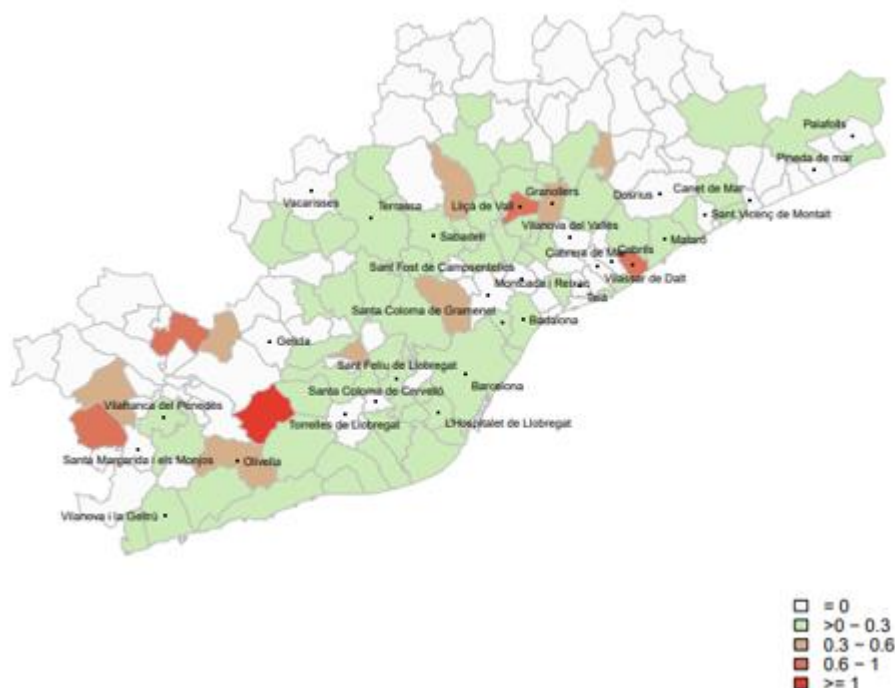 Palafolls
Pineda de mar
Canet de Mar
Dosrius
Sant Vicenç de Montalt
Vacarisses
Terrassa
Lliçà de Vall
Granollers
Vilanova del Vallès
Sabadell
Mataró
Cabrils
Cabrera de Mar
Vilassar de Dalt
Sant Fost de Campsentelles
Montcada i Reixac
Teià
Santa Coloma de Gramenet
Badalona
Gelida
Sant Feliu de Llobregat
Santa Coloma de Cervelló
Barcelona
Vilafranca del Penedès
Torrelles de Llobregat
L'Hospitalet de Llobregat
Santa Margarida i els Monjos
Olivella
Vilanova i la Geltrú
= 0
>0 − 0.3
0.3 − 0.6
0.6 − 1
>= 1